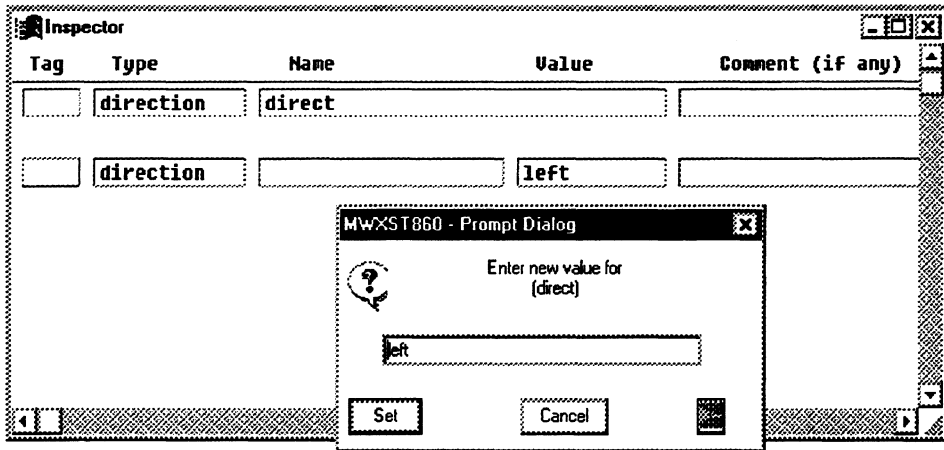 Inspector
Tag Type Name Value Comment (if any)
direction direct
direction left
MWXST860 - Prompt Dialog
Enter new value for
(direct)
left
Set Cancel